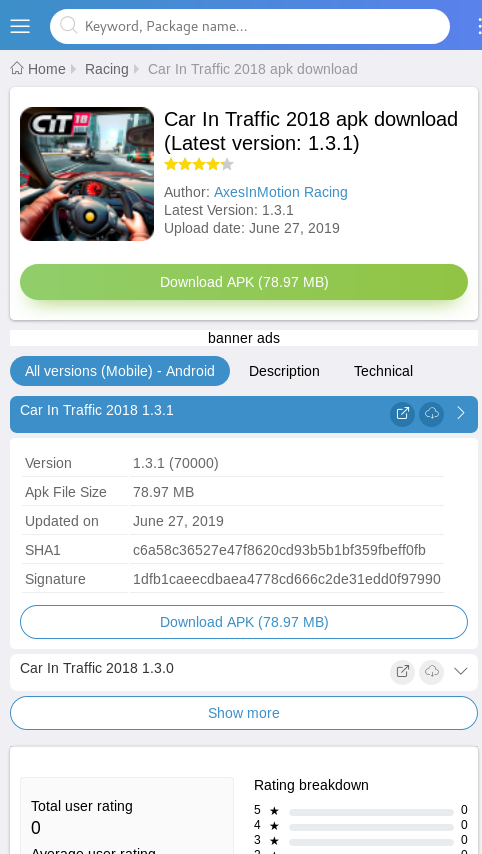 Keyword, Package name...
Home Racing Car In Traffic 2018 apk download
CiT 18
Car In Traffic 2018 apk download
(Latest version: 1.3.1)
Author: AxesInMotion Racing
Latest Version: 1.3.1
Upload date: June 27, 2019
Download APK (78.97 MB)
banner ads
All versions (Mobile) - Android Description Technical
Car In Traffic 2018 1.3.1
Version 1.3.1 (70000)
Apk File Size 78.97 MB
Updated on June 27, 2019
SHA1 c6a58c36527e47f8620cd93b5b1bf359fbeff0fb
Signature 1dfb1caeecdbaea4778cd666c2de31edd0f97990
Download APK (78.97 MB)
Car In Traffic 2018 1.3.0
Show more
Total user rating
0
Average user rating
Rating breakdown
5 ★ 0
4 ★ 0
3 ★ 0